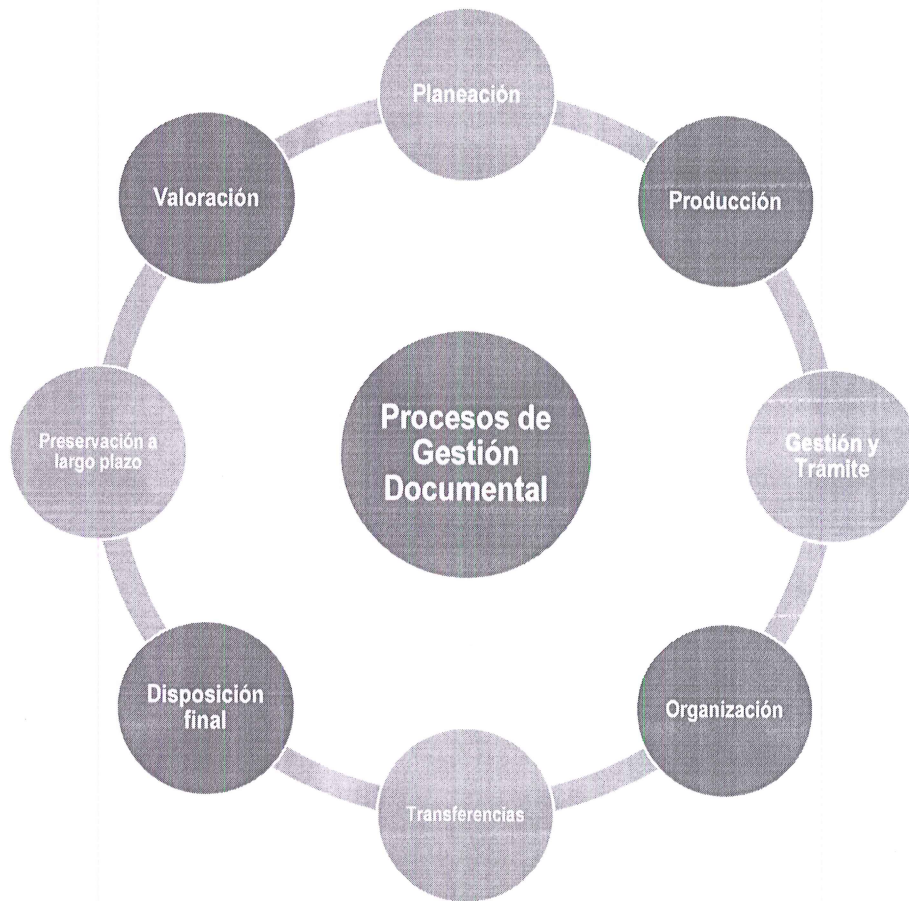 Planeación
Producción
Gestión y
Trámite
Organización
Transferencias
Disposición
final
Preservación a
largo plazo
Valoración
Procesos de
Gestión
Documental